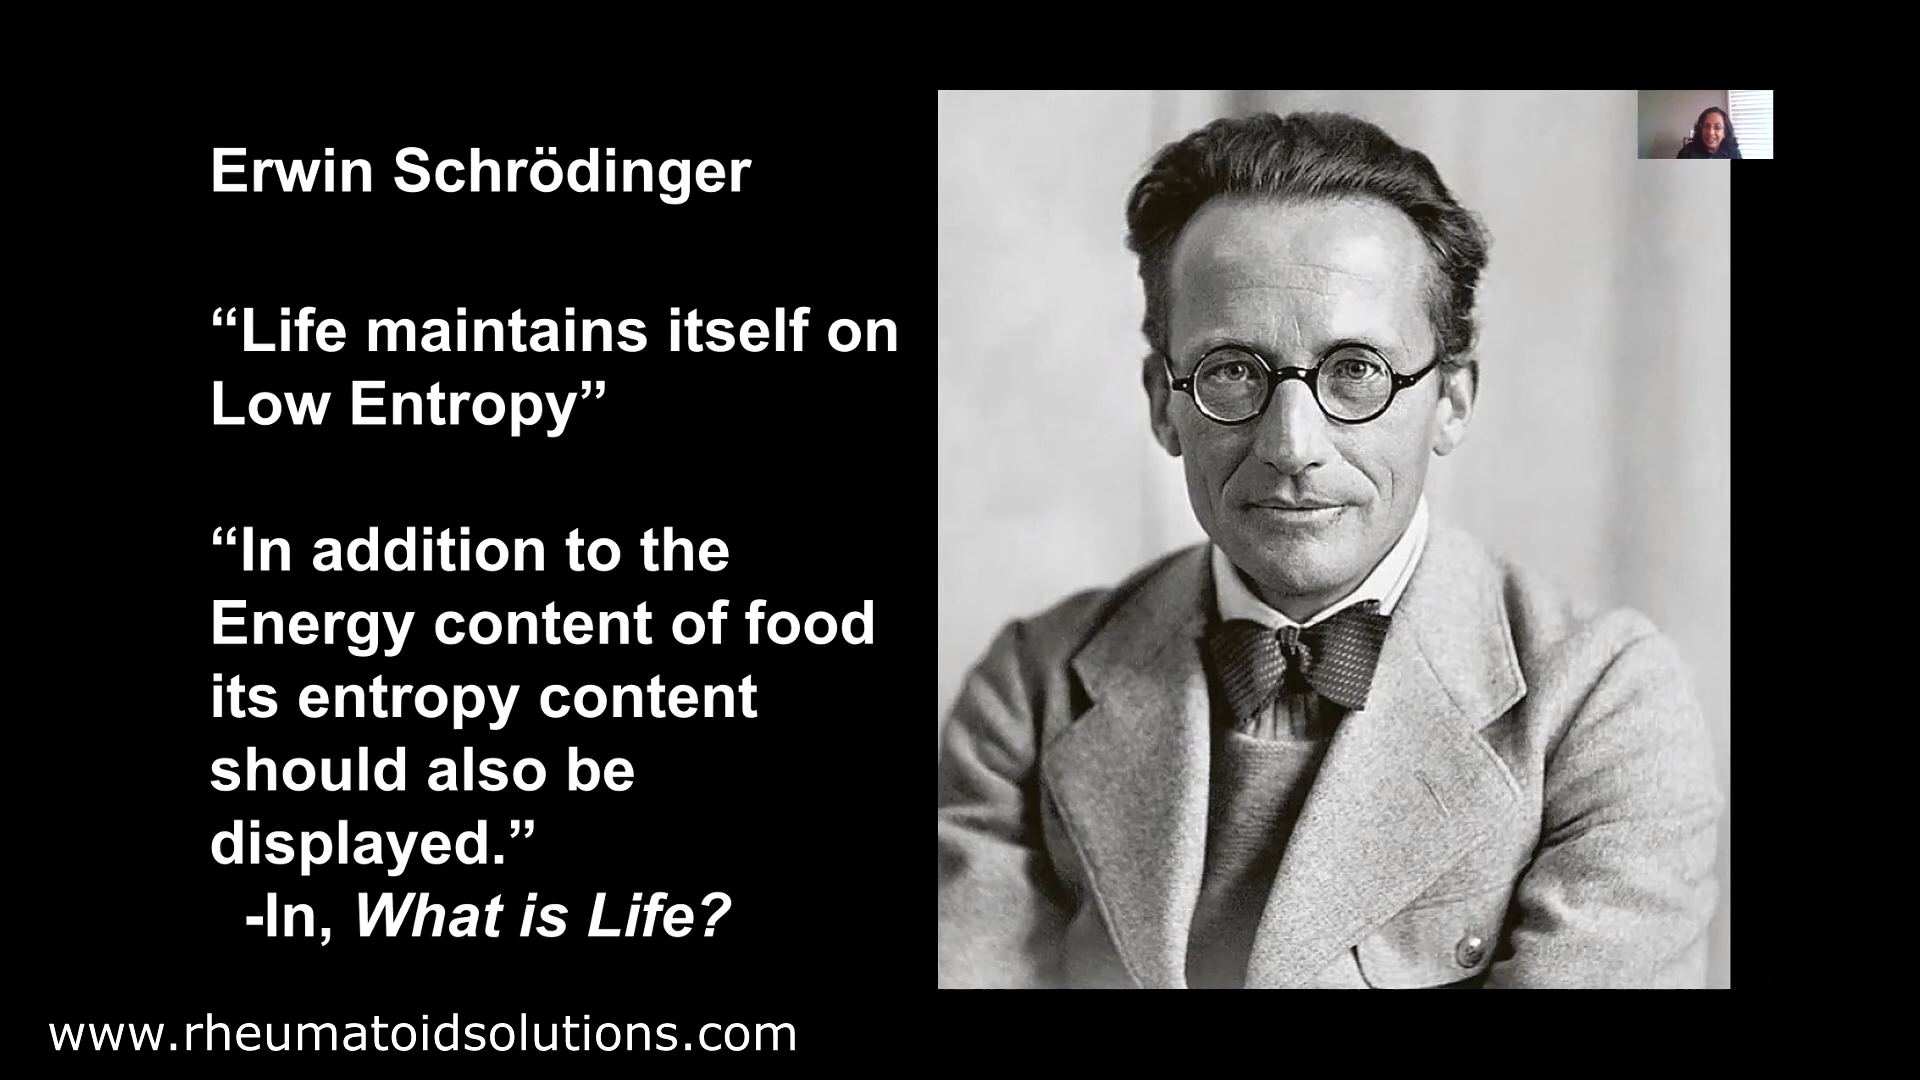 Erwin Schrödinger
“Life maintains itself on
Low Entropy”
“In addition to the
Energy content of food
its entropy content
should also be
displayed.”
-In, What is Life?
www.rheumatoidsolutions.com